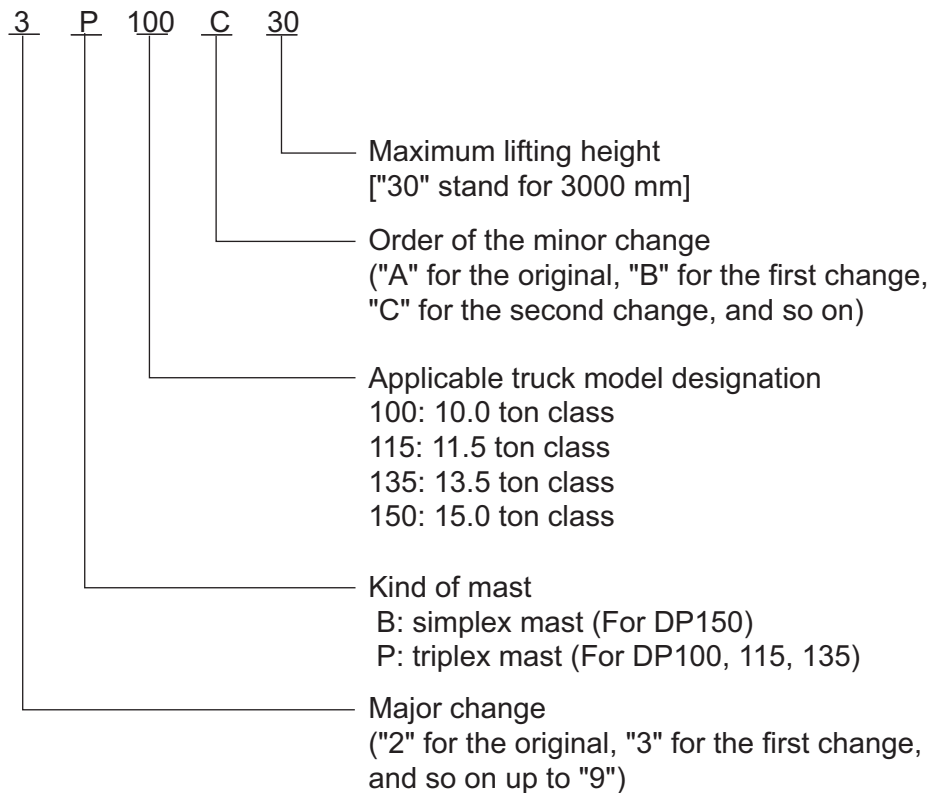 3 P 100 C 30
Maximum lifting height
["30" stand for 3000 mm]
Order of the minor change
("A" for the original, "B" for the first change,
"C" for the second change, and so on)
Applicable truck model designation
100: 10.0 ton class
115: 11.5 ton class
135: 13.5 ton class
150: 15.0 ton class
Kind of mast
B: simplex mast (For DP150)
P: triplex mast (For DP100, 115, 135)
Major change
("2" for the original, "3" for the first change,
and so on up to "9")